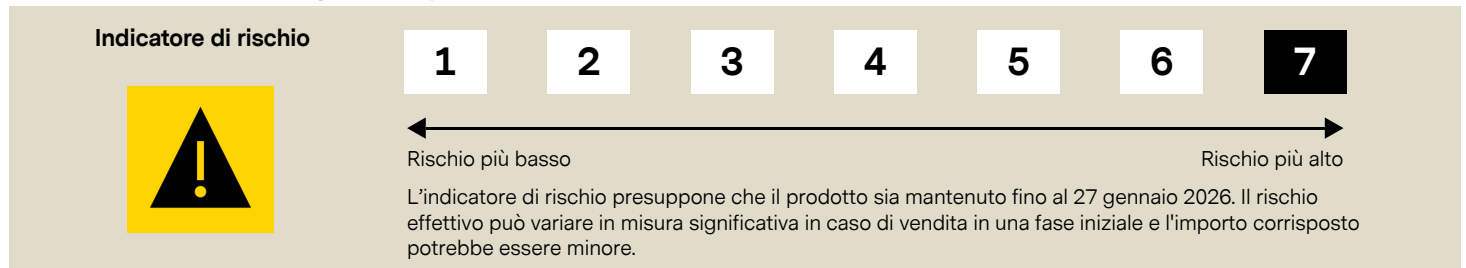 Indicatore di rischio
1 2 3 4 5 6 7
Rischio più basso Rischio più alto
L'indicatore di rischio presuppone che il prodotto sia mantenuto fino al 27 gennaio 2026. Il rischio
effettivo può variare in misura significativa in caso di vendita in una fase iniziale e l'importo corrisposto
potrebbe essere minore.